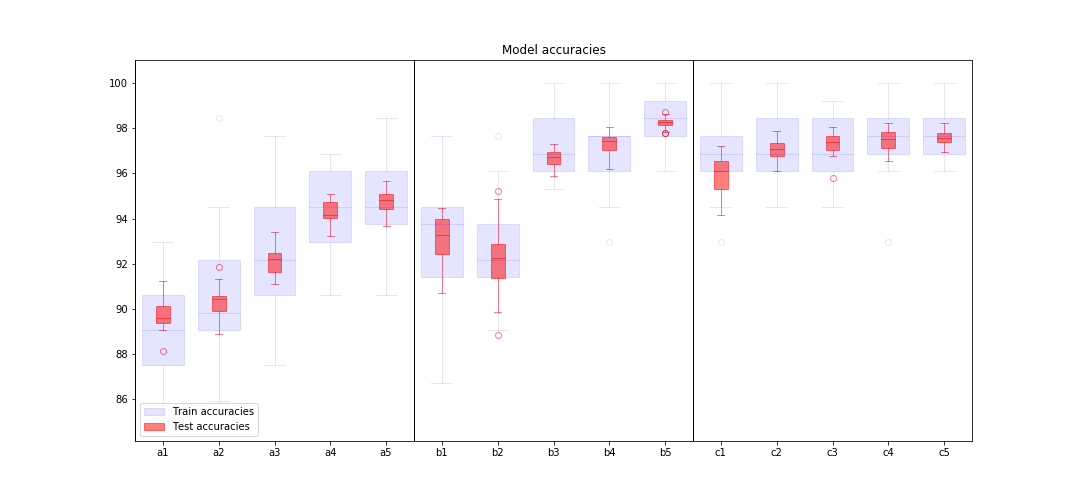 Model accuracies
100
98
96
94
92
90
88
86
Train accuracies
Test accuracies
a1 a2 a3 a4 a5 b1 b2 b3 b4 b5 c1 c2 c3 c4 c5